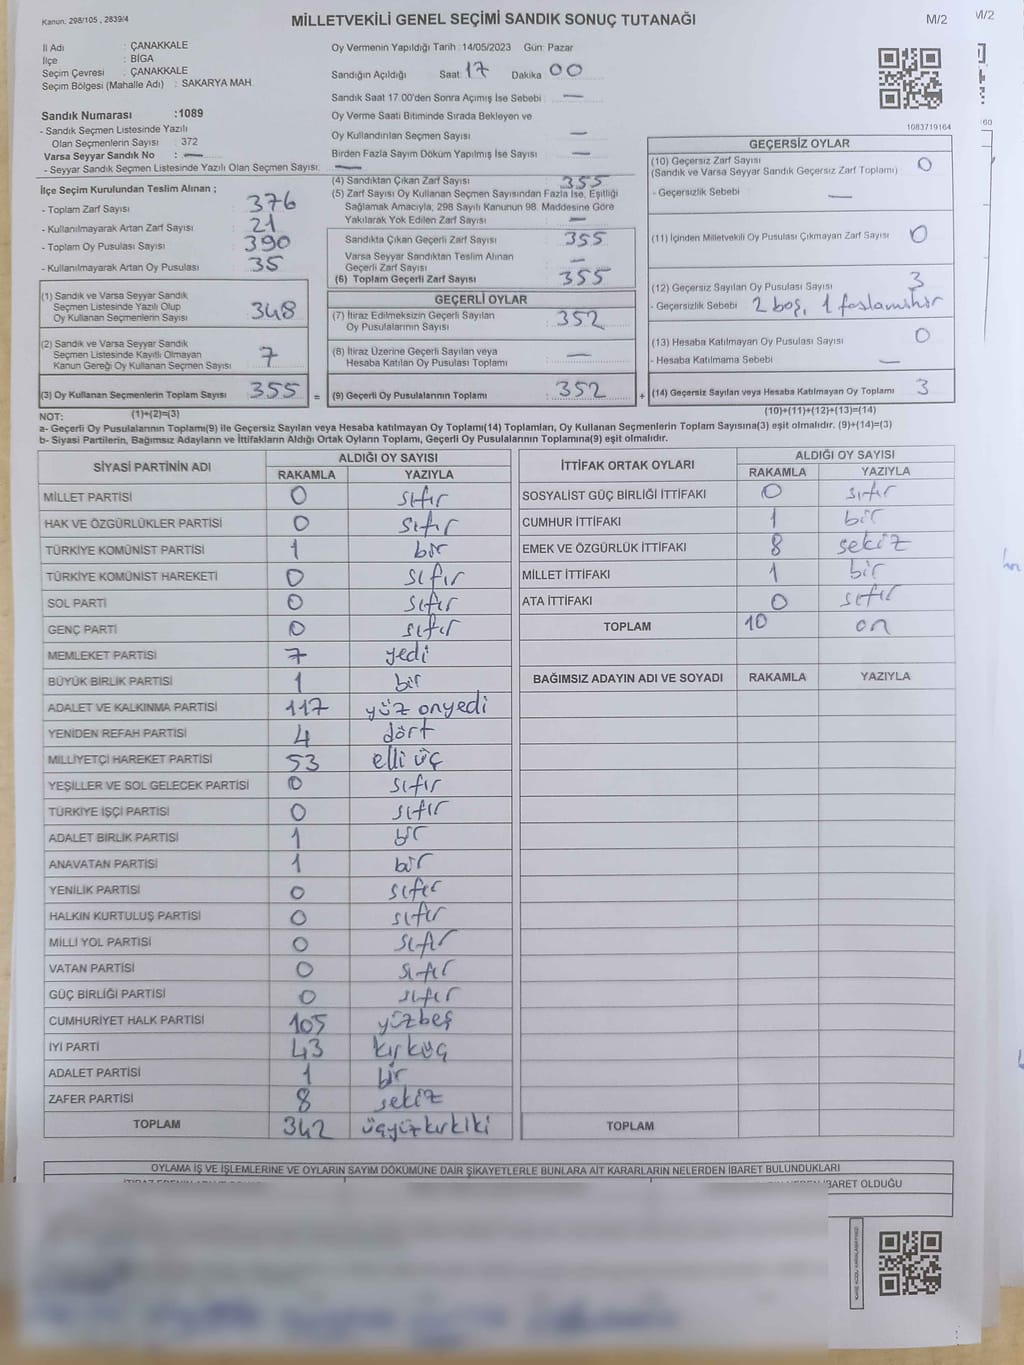 Kanun. 298/105 , 2839/4
MİLLETVEKİLİ GENEL SEÇİMİ SANDIK SONUÇ TUTANAĞI
M/2
M/2
İl Adı : ÇANAKKALE
İlçe : BİGA
Seçim Çevresi : ÇANAKKALE
Seçim Bölgesi (Mahalle Adı) : SAKARYA MAH.
Sandık Numarası :1089
- Sandık Seçmen Listesinde Yazılı
Olan Seçmenlerin Sayısı : 372
Varsa Seyyar Sandık No : —
- Seyyar Sandık Seçmen Listesinde Yazılı Olan Seçmen Sayısı: —
Oy Vermenin Yapıldığı Tarih :14/05/2023 Gün: Pazar
Sandığın Açıldığı Saat: 17 Dakika : 00
Sandık Saat 17.00'den Sonra Açımış İse Sebebi : —
Oy Verme Saati Bitiminde Sırada Bekleyen ve
Oy Kullandırılan Seçmen Sayısı : —
Birden Fazla Sayım Döküm Yapılmış İse Sayısı : —
1083719164
İlçe Seçim Kurulundan Teslim Alınan ;
- Toplam Zarf Sayısı : 376
- Kullanılmayarak Artan Zarf Sayısı : 21
- Toplam Oy Pusulası Sayısı : 390
- Kullanılmayarak Artan Oy Pusulası : 35
(4) Sandıktan Çıkan Zarf Sayısı : 355
(5) Zarf Sayısı Oy Kullanan Seçmen Sayısından Fazla İse, Eşitliği
Sağlamak Amacıyla, 298 Sayılı Kanunun 98. Maddesine Göre
Yakılarak Yok Edilen Zarf Sayısı : —
Sandıkta Çıkan Geçerli Zarf Sayısı : 355
Varsa Seyyar Sandıktan Teslim Alınan
Geçerli Zarf Sayısı : —
(6) Toplam Geçerli Zarf Sayısı : 355
GEÇERSİZ OYLAR
(10) Geçersiz Zarf Sayısı : 0
(Sandık ve Varsa Seyyar Sandık Geçersiz Zarf Toplamı)
- Geçersizlik Sebebi : —
(11) İçinden Milletvekili Oy Pusulası Çıkmayan Zarf Sayısı : 0
(12) Geçersiz Sayılan Oy Pusulası Sayısı : 3
- Geçersizlik Sebebi : 2 boş, 1
(13) Hesaba Katılmayan Oy Pusulası Sayısı : 0
- Hesaba Katılmama Sebebi : —
(14) Geçersiz Sayılan veya Hesaba Katılmayan Oy Toplamı : 3
(1) Sandık ve Varsa Seyyar Sandık
Seçmen Listesinde Yazılı Olup
Oy Kullanan Seçmenlerin Sayısı : 348
(2) Sandık ve Varsa Seyyar Sandık
Seçmen Listesinde Kayıtlı Olmayan
Kanun Gereği Oy Kullanan Seçmen Sayısı : 7
(3) Oy Kullanan Seçmenlerin Toplam Sayısı : 355
=
GEÇERLİ OYLAR
(7) İtiraz Edilmeksizin Geçerli Sayılan
Oy Pusulalarının Sayısı : 352
(8) İtiraz Üzerine Geçerli Sayılan veya
Hesaba Katılan Oy Pusulası Toplamı : —
(9) Geçerli Oy Pusulalarının Toplamı : 352
+
NOT: (1)+(2)=(3)
(10)+(11)+(12)+(13)=(14)
a- Geçerli Oy Pusulalarının Toplamı(9) ile Geçersiz Sayılan veya Hesaba katılmayan Oy Toplamı(14) Toplamları, Oy Kullanan Seçmenlerin Toplam Sayısına(3) eşit olmalıdır. (9)+(14)=(3)
b- Siyasi Partilerin, Bağımsız Adayların ve İttifakların Aldığı Ortak Oyların Toplamı, Geçerli Oy Pusulalarının Toplamına(9) eşit olmalıdır.
SİYASİ PARTİNİN ADI ALDIĞI OY SAYISI
RAKAMLA YAZIYLA
MİLLET PARTİSİ 0 sıfır
HAK VE ÖZGÜRLÜKLER PARTİSİ 0 sıfır
TÜRKİYE KOMÜNİST PARTİSİ 1 bir
TÜRKİYE KOMÜNİST HAREKETİ 0 sıfır
SOL PARTİ 0 sıfır
GENÇ PARTİ 0 sıfır
MEMLEKET PARTİSİ 7 yedi
BÜYÜK BİRLİK PARTİSİ 1 bir
ADALET VE KALKINMA PARTİSİ 117 yüz onyedi
YENİDEN REFAH PARTİSİ 4 dört
MİLLİYETÇİ HAREKET PARTİSİ 53 elli üç
YEŞİLLER VE SOL GELECEK PARTİSİ 0 sıfır
TÜRKİYE İŞÇİ PARTİSİ 0 sıfır
ADALET BİRLİK PARTİSİ 1 bir
ANAVATAN PARTİSİ 1 bir
YENİLİK PARTİSİ 0 sıfır
HALKIN KURTULUŞ PARTİSİ 0 sıfır
MİLLİ YOL PARTİSİ 0 sıfır
VATAN PARTİSİ 0 sıfır
GÜÇ BİRLİĞİ PARTİSİ 0 sıfır
CUMHURİYET HALK PARTİSİ 105 yüzbeş
İYİ PARTİ 43 kırküç
ADALET PARTİSİ 1 bir
ZAFER PARTİSİ 8 sekiz
TOPLAM 342 üçyüzkırkiki
İTTİFAK ORTAK OYLARI ALDIĞI OY SAYISI
RAKAMLA YAZIYLA
SOSYALİST GÜÇ BİRLİĞİ İTTİFAKI 0 sıfır
CUMHUR İTTİFAKI 1 bir
EMEK VE ÖZGÜRLÜK İTTİFAKI 8 sekiz
MİLLET İTTİFAKI 1 bir
ATA İTTİFAKI 0 sıfır
TOPLAM 10 on
BAĞIMSIZ ADAYIN ADI VE SOYADI RAKAMLA YAZIYLA
TOPLAM
OYLAMA İŞ VE İŞLEMLERİNE VE OYLARIN SAYIM DÖKÜMÜNE DAİR ŞİKAYETLERLE BUNLARA AİT KARARLARIN NELERDEN İBARET BULUNDUKLARI
İBARET OLDUĞU